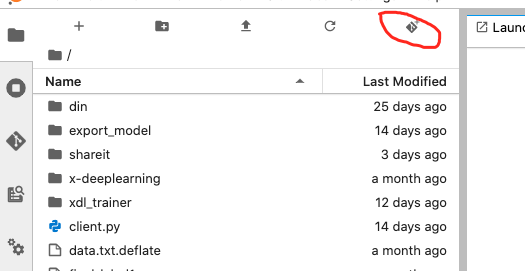 Laun
/
Name Last Modified
din 25 days ago
export_model 14 days ago
shareit 3 days ago
x-deeplearning a month ago
xdl_trainer 12 days ago
client.py 14 days ago
data.txt.deflate a month ago